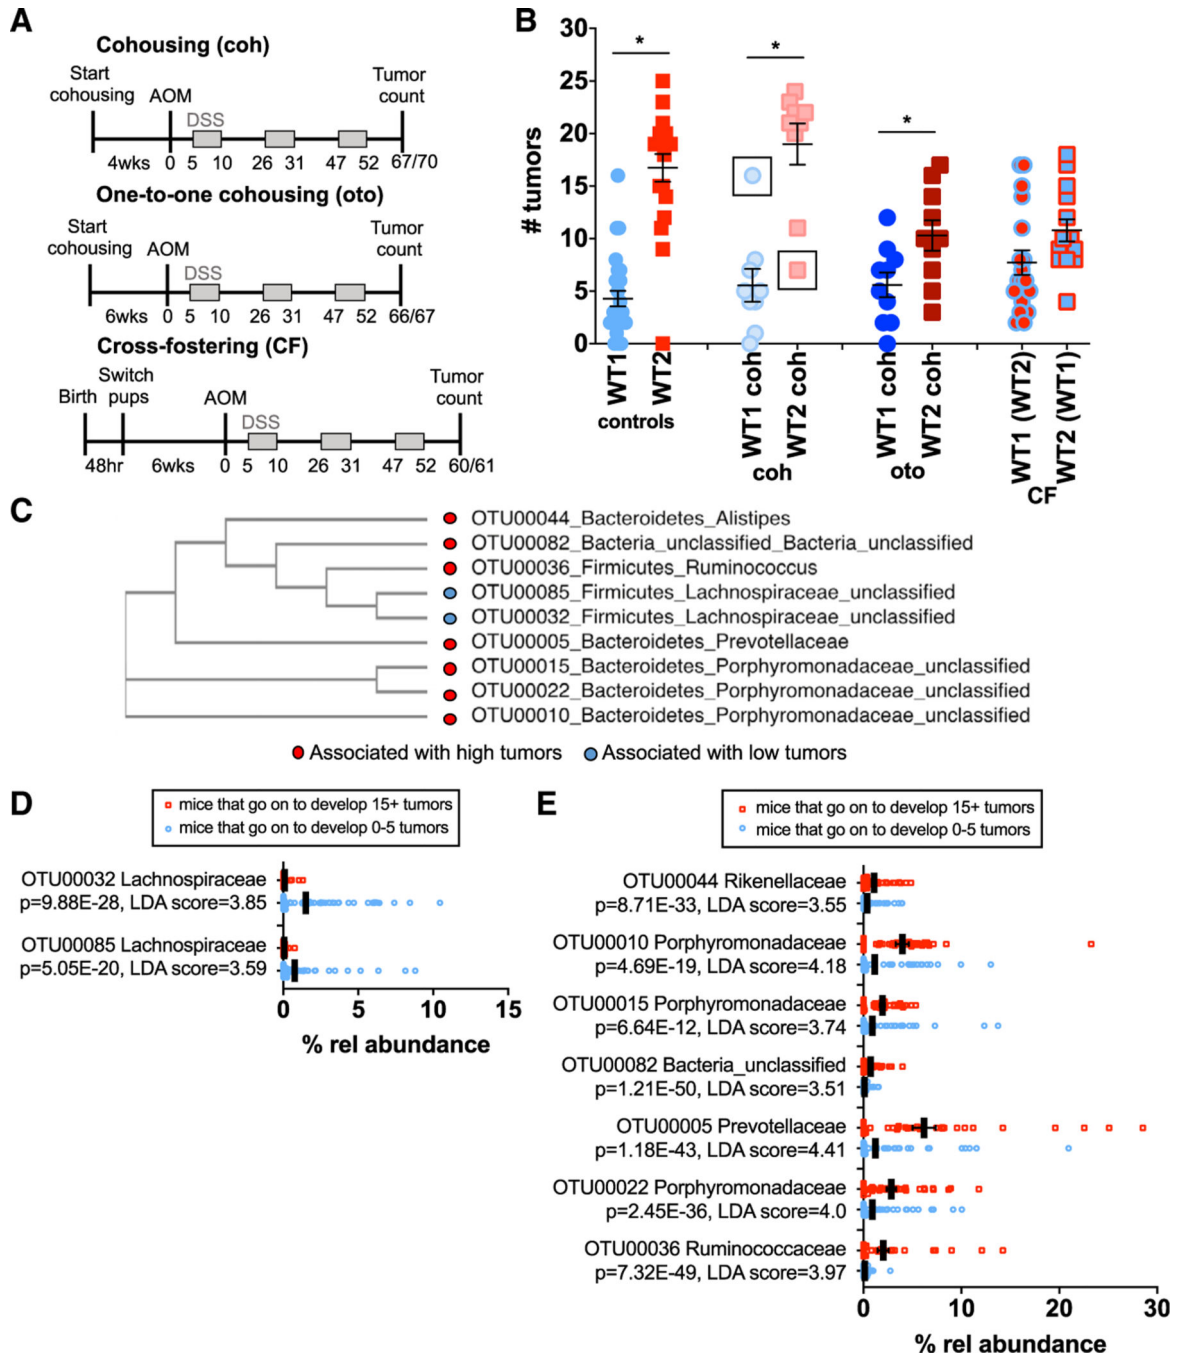 A
Cohousing (coh)
Start cohousing
AOM
Tumor count
DSS
4wks 0 5 10 26 31 47 52 67/70
One-to-one cohousing (oto)
Start cohousing
AOM
Tumor count
DSS
6wks 0 5 10 26 31 47 52 66/67
Cross-fostering (CF)
Birth
Switch pups
AOM
Tumor count
DSS
48hr 6wks 0 5 10 26 31 47 52 60/61
B
# tumors
30
25
20
15
10
5
0
* * *
WT1
WT2
controls
WT1 coh
WT2 coh
coh
WT1 coh
WT2 coh
oto
WT1 (WT2)
WT2 (WT1)
CF
C
OTU00044_Bacteroidetes_Alistipes
OTU00082_Bacteria_unclassified_Bacteria_unclassified
OTU00036_Firmicutes_Ruminococcus
OTU00085_Firmicutes_Lachnospiraceae_unclassified
OTU00032_Firmicutes_Lachnospiraceae_unclassified
OTU00005_Bacteroidetes_Prevotellaceae
OTU00015_Bacteroidetes_Porphyromonadaceae_unclassified
OTU00022_Bacteroidetes_Porphyromonadaceae_unclassified
OTU00010_Bacteroidetes_Porphyromonadaceae_unclassified
Associated with high tumors Associated with low tumors
D
mice that go on to develop 15+ tumors
mice that go on to develop 0-5 tumors
OTU00032 Lachnospiraceae
p=9.88E-28, LDA score=3.85
OTU00085 Lachnospiraceae
p=5.05E-20, LDA score=3.59
0 5 10 15
% rel abundance
E
mice that go on to develop 15+ tumors
mice that go on to develop 0-5 tumors
OTU00044 Rikenellaceae
p=8.71E-33, LDA score=3.55
OTU00010 Porphyromonadaceae
p=4.69E-19, LDA score=4.18
OTU00015 Porphyromonadaceae
p=6.64E-12, LDA score=3.74
OTU00082 Bacteria_unclassified
p=1.21E-50, LDA score=3.51
OTU00005 Prevotellaceae
p=1.18E-43, LDA score=4.41
OTU00022 Porphyromonadaceae
p=2.45E-36, LDA score=4.0
OTU00036 Ruminococcaceae
p=7.32E-49, LDA score=3.97
0 10 20 30
% rel abundance